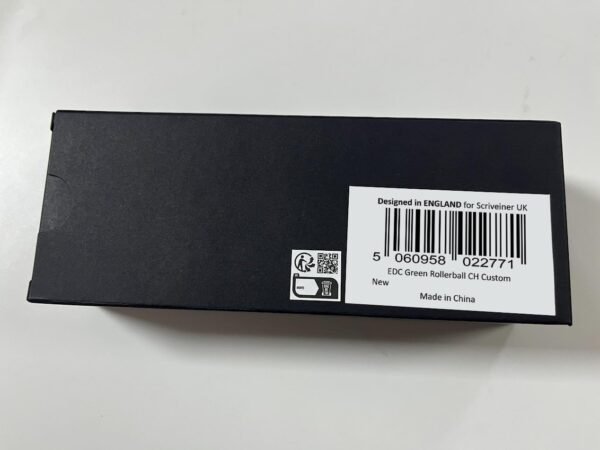 Designed in ENGLAND for Scriveiner UK
5 060958 022771
EDC Green Rollerball CH Custom
New
Made in China